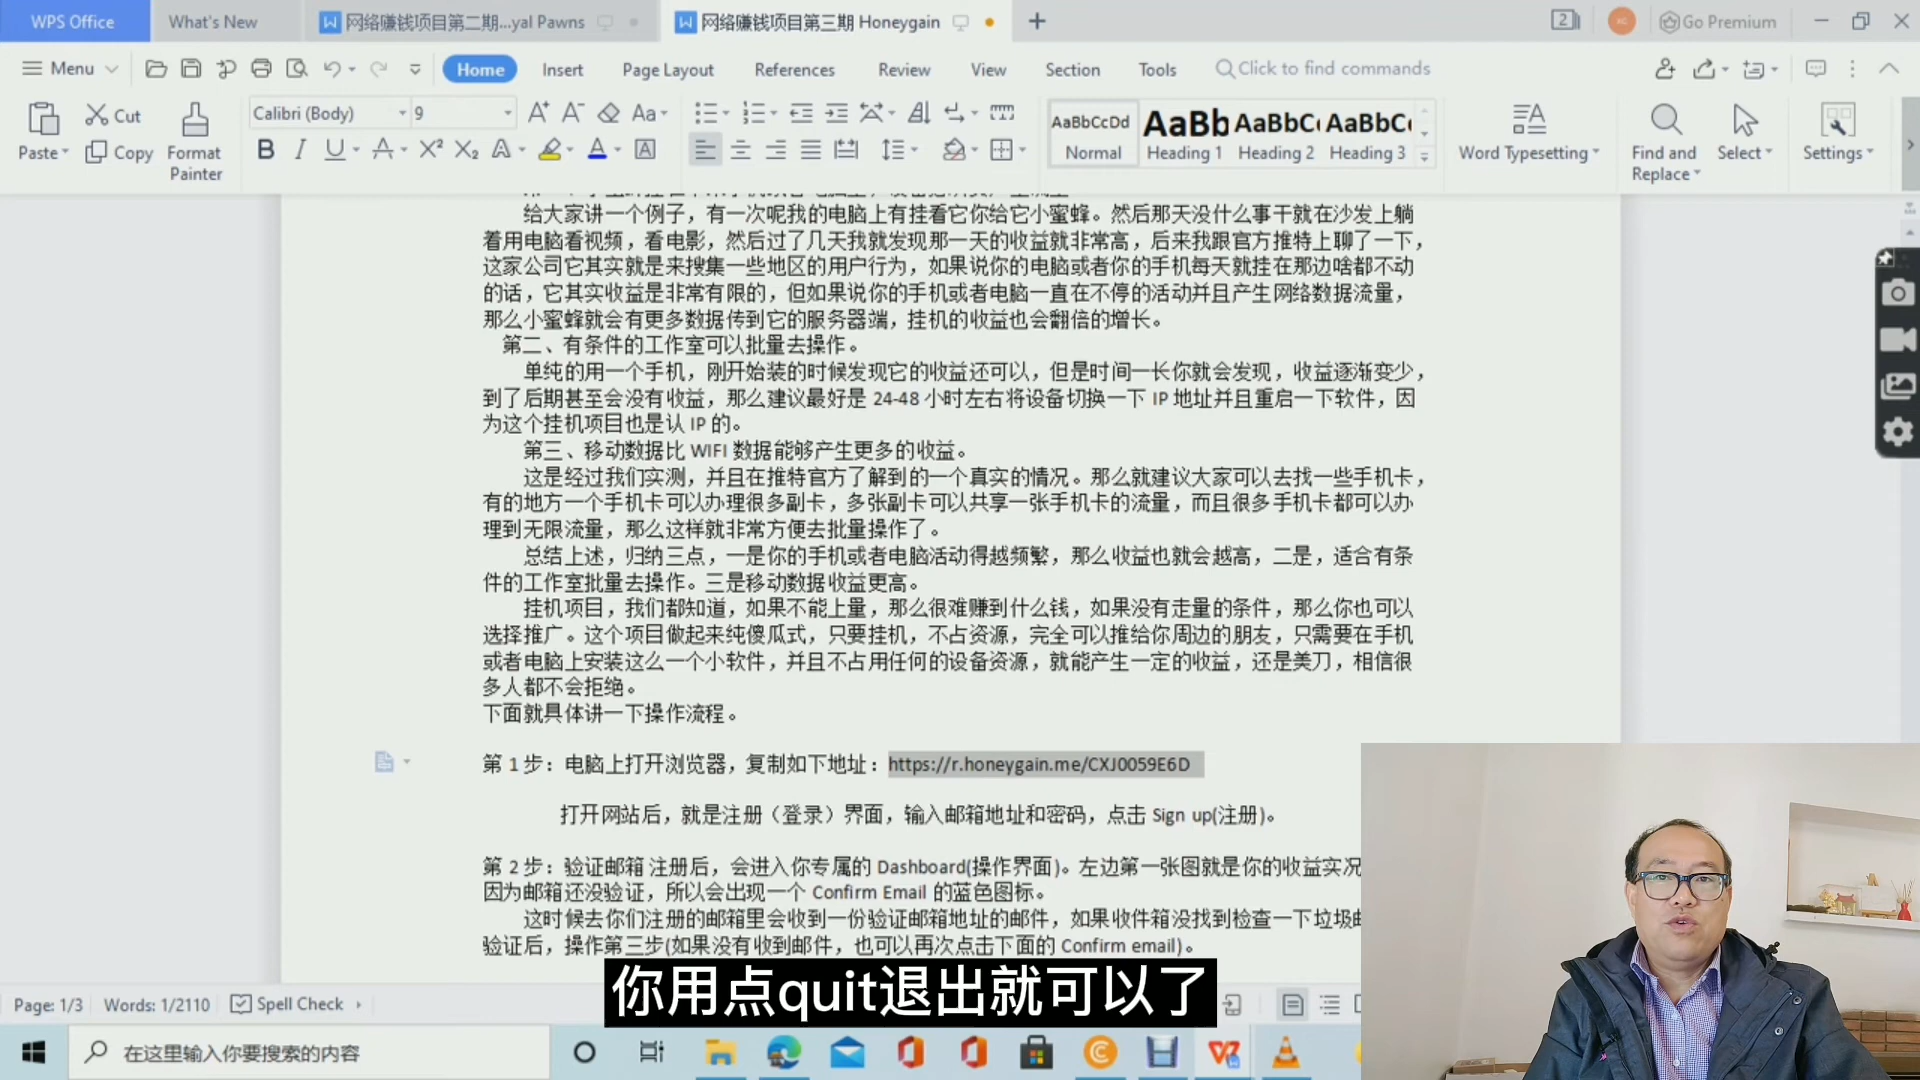 WPS Office
What's New
网络赚钱项目第二期...yal Pawns
网络赚钱项目第三期 Honeygain
Go Premium
Menu
Home
Insert
Page Layout
References
Review
View
Section
Tools
Click to find commands
Paste
Cut
Copy
Format Painter
Calibri (Body)
9
AaBbCcDd
Normal
Heading 1
Heading 2
Heading 3
Word Typesetting
Find and Replace
Select
Settings
给大家讲一个例子，有一次呢我的电脑上有挂看它你给它小蜜蜂。然后那天没什么事干就在沙发上躺
着用电脑看视频，看电影，然后过了几天我就发现那一天的收益就非常高，后来我跟官方推特上聊了一下，
这家公司它其实就是来搜集一些地区的用户行为，如果说你的电脑或者你的手机每天就挂在那边啥都不动
的话，它其实收益是非常有限的，但如果说你的手机或者电脑一直在不停的活动并且产生网络数据流量，
那么小蜜蜂就会有更多数据传到它的服务器端，挂机的收益也会翻倍的增长。
第二、有条件的工作室可以批量去操作。
单纯的用一个手机，刚开始装的时候发现它的收益还可以，但是时间一长你就会发现，收益逐渐变少，
到了后期甚至会没有收益，那么建议最好是 24-48 小时左右将设备切换一下 IP 地址并且重启一下软件，因
为这个挂机项目也是认 IP 的。
第三、移动数据比 WIFI 数据能够产生更多的收益。
这是经过我们实测，并且在推特官方了解到的一个真实的情况。那么就建议大家可以去找一些手机卡，
有的地方一个手机卡可以办理很多副卡，多张副卡可以共享一张手机卡的流量，而且很多手机卡都可以办
理到无限流量，那么这样就非常方便去批量操作了。
总结上述，归纳三点，一是你的手机或者电脑活动得越频繁，那么收益也就会越高，二是，适合有条
件的工作室批量去操作。三是移动数据收益更高。
挂机项目，我们都知道，如果不能上量，那么很难赚到什么钱，如果没有走量的条件，那么你也可以
选择推广。这个项目做起来纯傻瓜式，只要挂机，不占资源，完全可以推给你周边的朋友，只需要在手机
或者电脑上安装这么一个小软件，并且不占用任何的设备资源，就能产生一定的收益，还是美刀，相信很
多人都不会拒绝。
下面就具体讲一下操作流程。
第 1 步：电脑上打开浏览器，复制如下地址：https://r.honeygain.me/CXJ0059E6D
打开网站后，就是注册（登录）界面，输入邮箱地址和密码，点击 Sign up(注册)。
第 2 步：验证邮箱 注册后，会进入你专属的 Dashboard(操作界面)。左边第一张图就是你的收益实况
因为邮箱还没验证，所以会出现一个 Confirm Email 的蓝色图标。
这时候去你们注册的邮箱里会收到一份验证邮箱地址的邮件，如果收件箱没找到检查一下垃圾
验证后，操作第三步(如果没有收到邮件，也可以再次点击下面的 Confirm email)。
你用点quit退出就可以了
Page: 1/3
Words: 1/2110
Spell Check
在这里输入你要搜索的内容